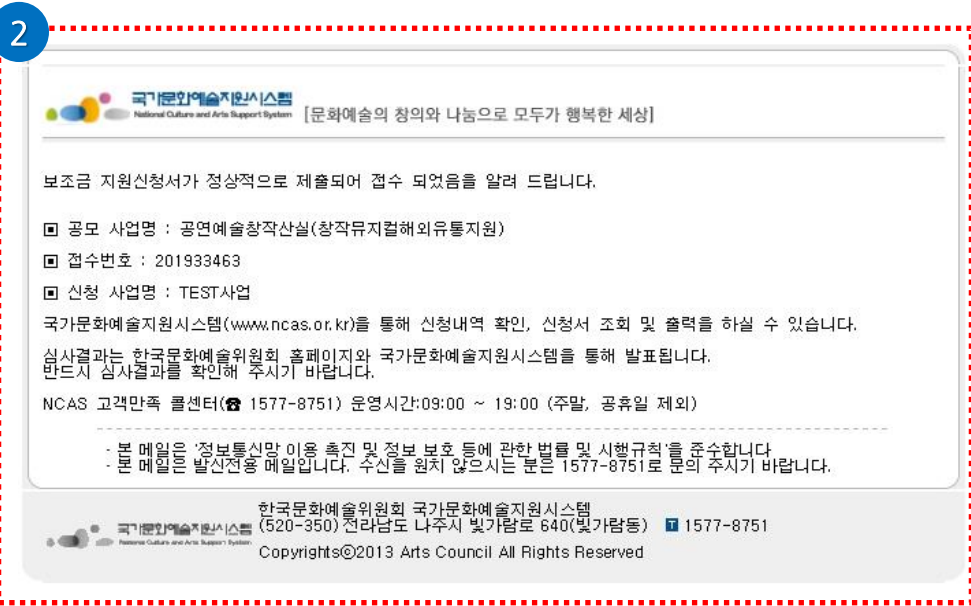 2
국가문화예술지원시스템
National Culture and Arts Support System
[문화예술의 창의와 나눔으로 모두가 행복한 세상]
보조금 지원신청서가 정상적으로 제출되어 접수 되었음을 알려 드립니다.
▣ 공모 사업명 : 공연예술창작산실(창작뮤지컬해외유통지원)
▣ 접수번호 : 201933463
▣ 신청 사업명 : TEST사업
국가문화예술지원시스템(www.ncas.or.kr)을 통해 신청내역 확인, 신청서 조회 및 출력을 하실 수 있습니다.
심사결과는 한국문화예술위원회 홈페이지와 국가문화예술지원시스템을 통해 발표됩니다.
반드시 심사결과를 확인해 주시기 바랍니다.
NCAS 고객만족 콜센터(☎ 1577-8751) 운영시간:09:00 ~ 19:00 (주말, 공휴일 제외)
· 본 메일은 '정보통신망 이용 촉진 및 정보 보호 등에 관한 법률 및 시행규칙'을 준수합니다
· 본 메일은 발신전용 메일입니다. 수신을 원치 않으시는 분은 1577-8751로 문의 주시기 바랍니다.
국가문화예술지원시스템
National Culture and Arts Support System
한국문화예술위원회 국가문화예술지원시스템
(520-350) 전라남도 나주시 빛가람로 640(빛가람동) T 1577-8751
Copyrightsⓒ2013 Arts Council All Rights Reserved